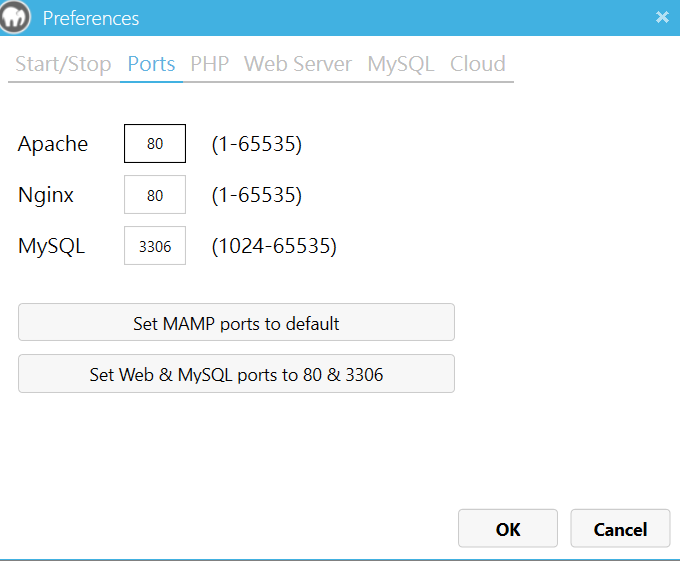 Preferences
Start/Stop Ports PHP Web Server MySQL Cloud
Apache 80 (1-65535)
Nginx 80 (1-65535)
MySQL 3306 (1024-65535)
Set MAMP ports to default
Set Web & MySQL ports to 80 & 3306
OK Cancel